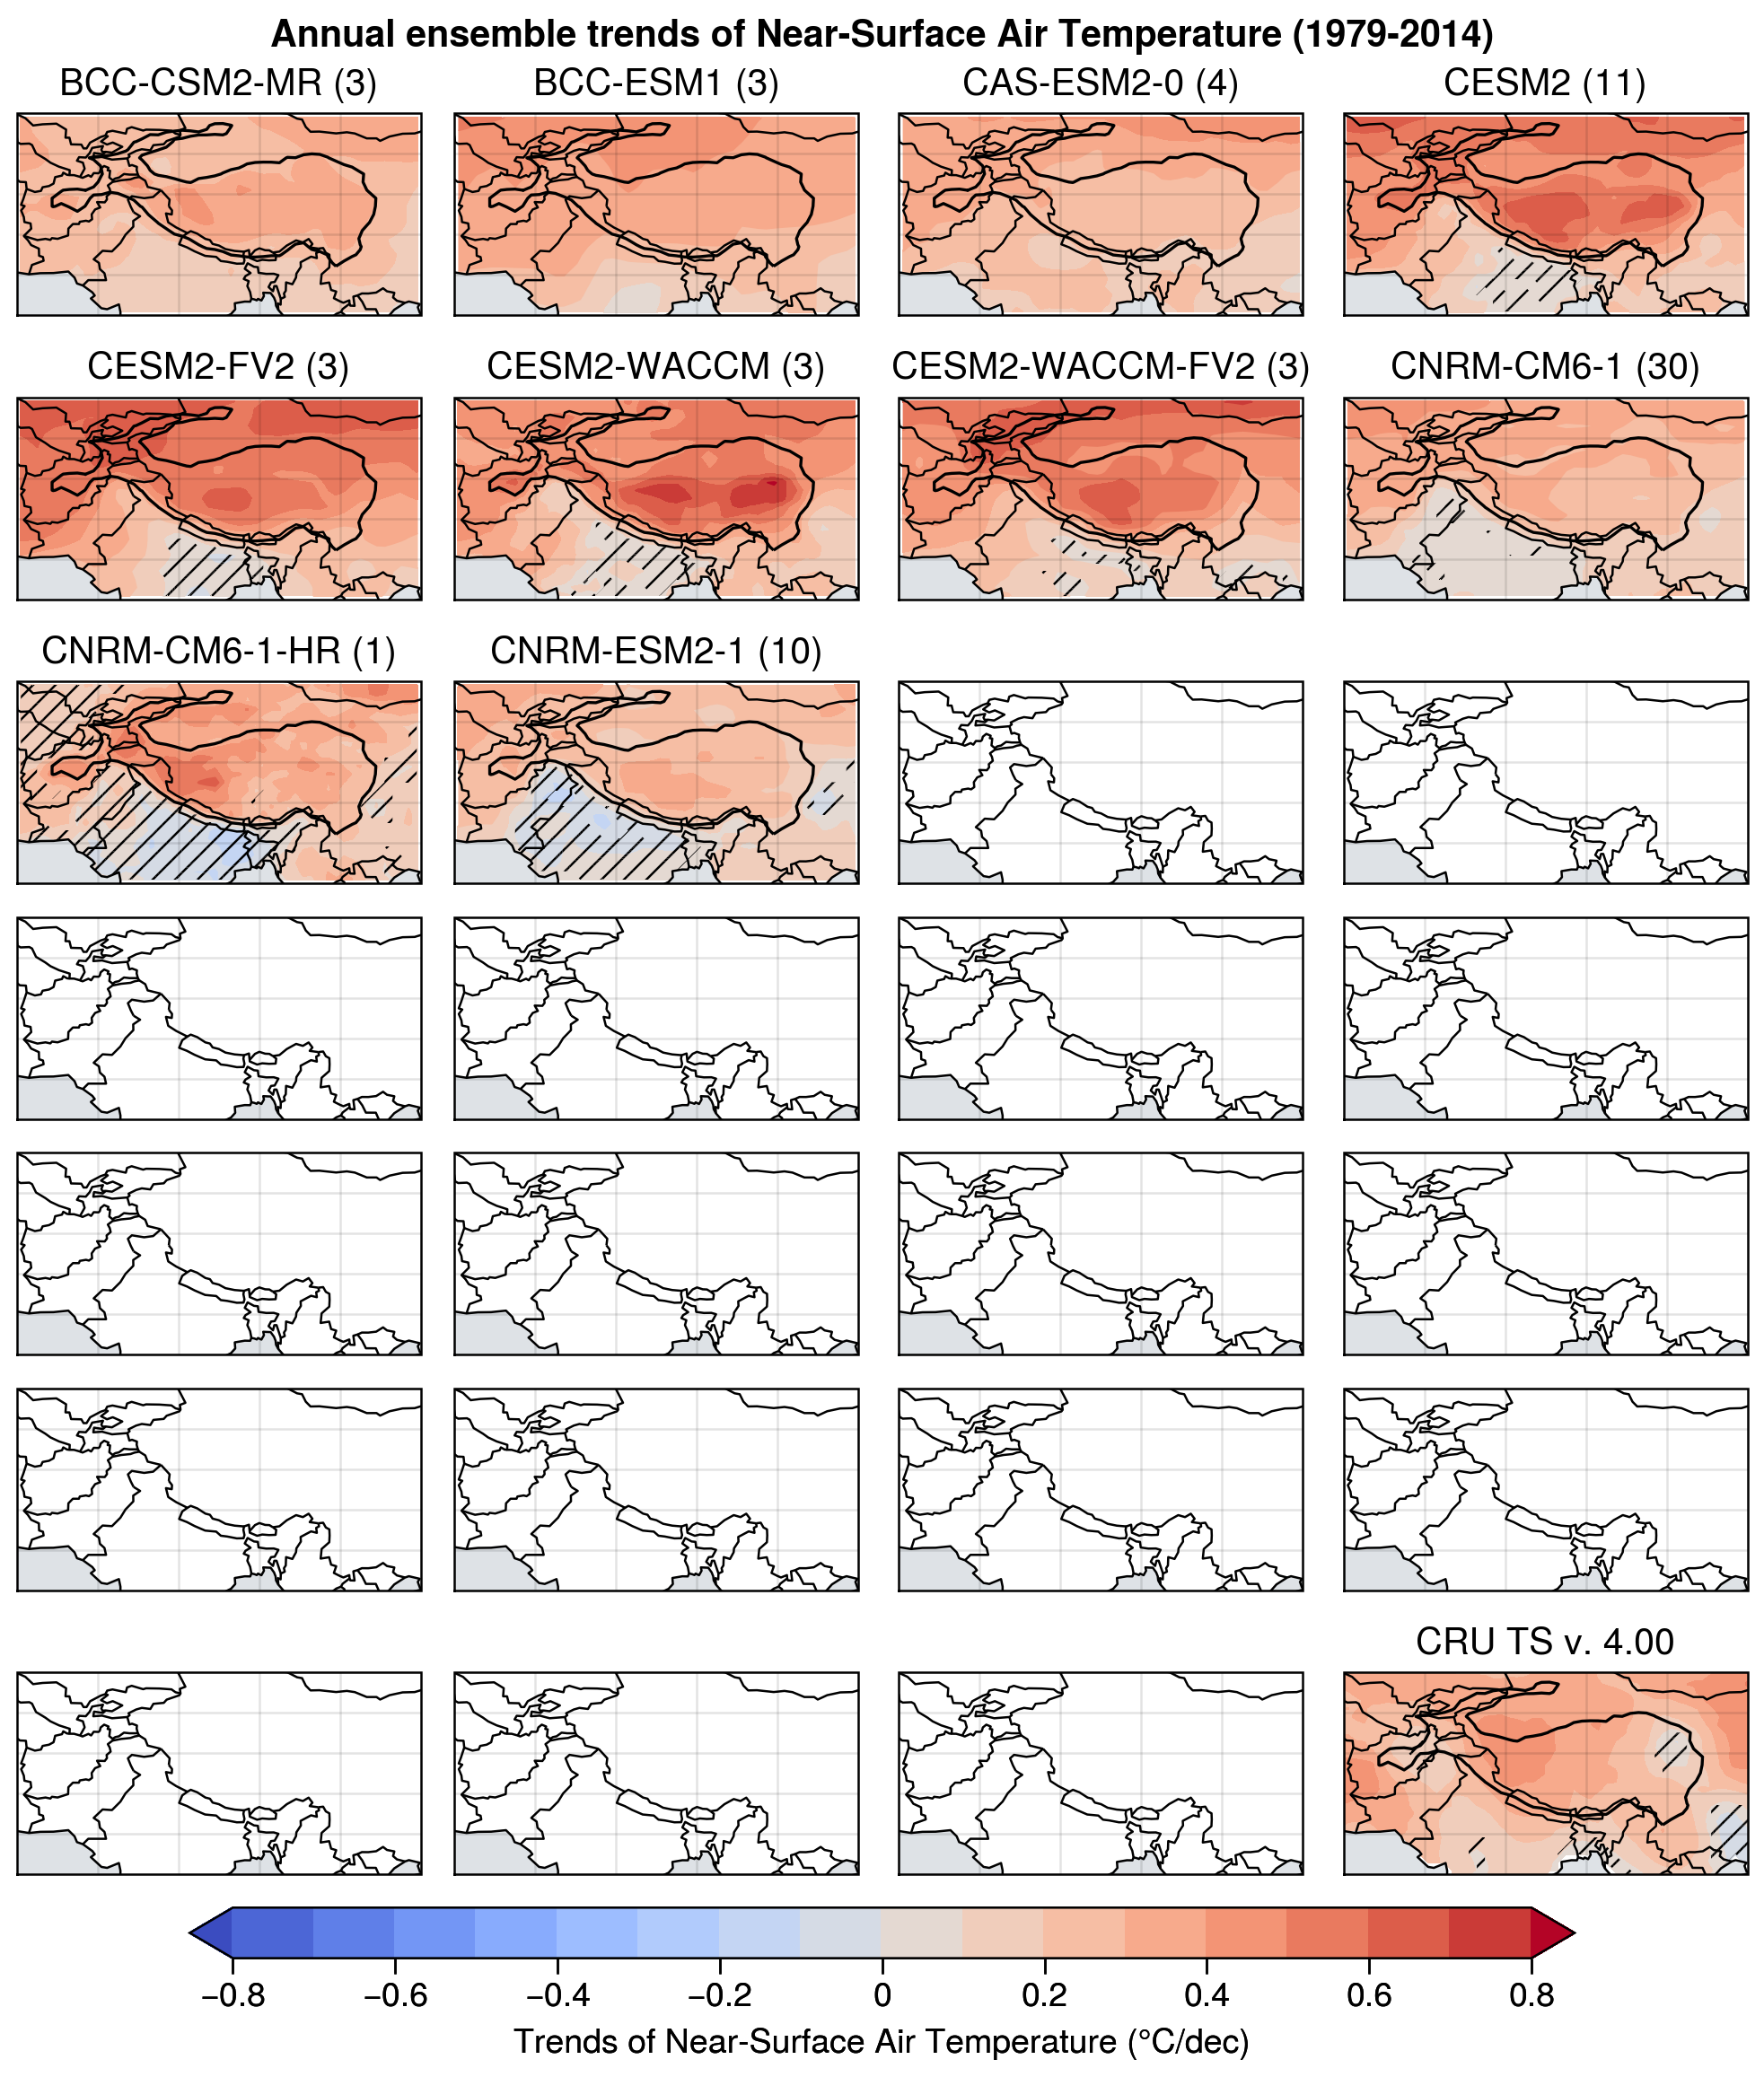 Annual ensemble trends of Near-Surface Air Temperature (1979-2014)
BCC-CSM2-MR (3)
BCC-ESM1 (3)
CAS-ESM2-0 (4)
CESM2 (11)
CESM2-FV2 (3)
CESM2-WACCM (3)
CESM2-WACCM-FV2 (3)
CNRM-CM6-1 (30)
CNRM-CM6-1-HR (1)
CNRM-ESM2-1 (10)
CRU TS v. 4.00
−0.8 −0.6 −0.4 −0.2 0 0.2 0.4 0.6 0.8
Trends of Near-Surface Air Temperature (°C/dec)